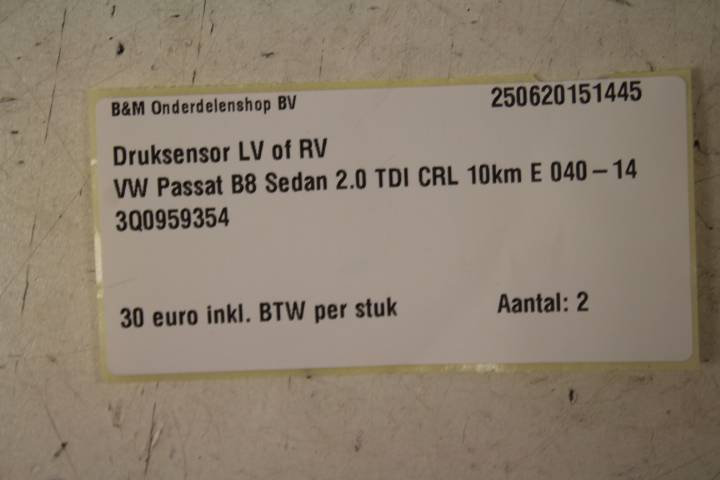 B&M Onderdelenshop BV 250620151445
Druksensor LV of RV
VW Passat B8 Sedan 2.0 TDI CRL 10km E 040-14
3Q0959354
30 euro inkl. BTW per stuk Aantal: 2